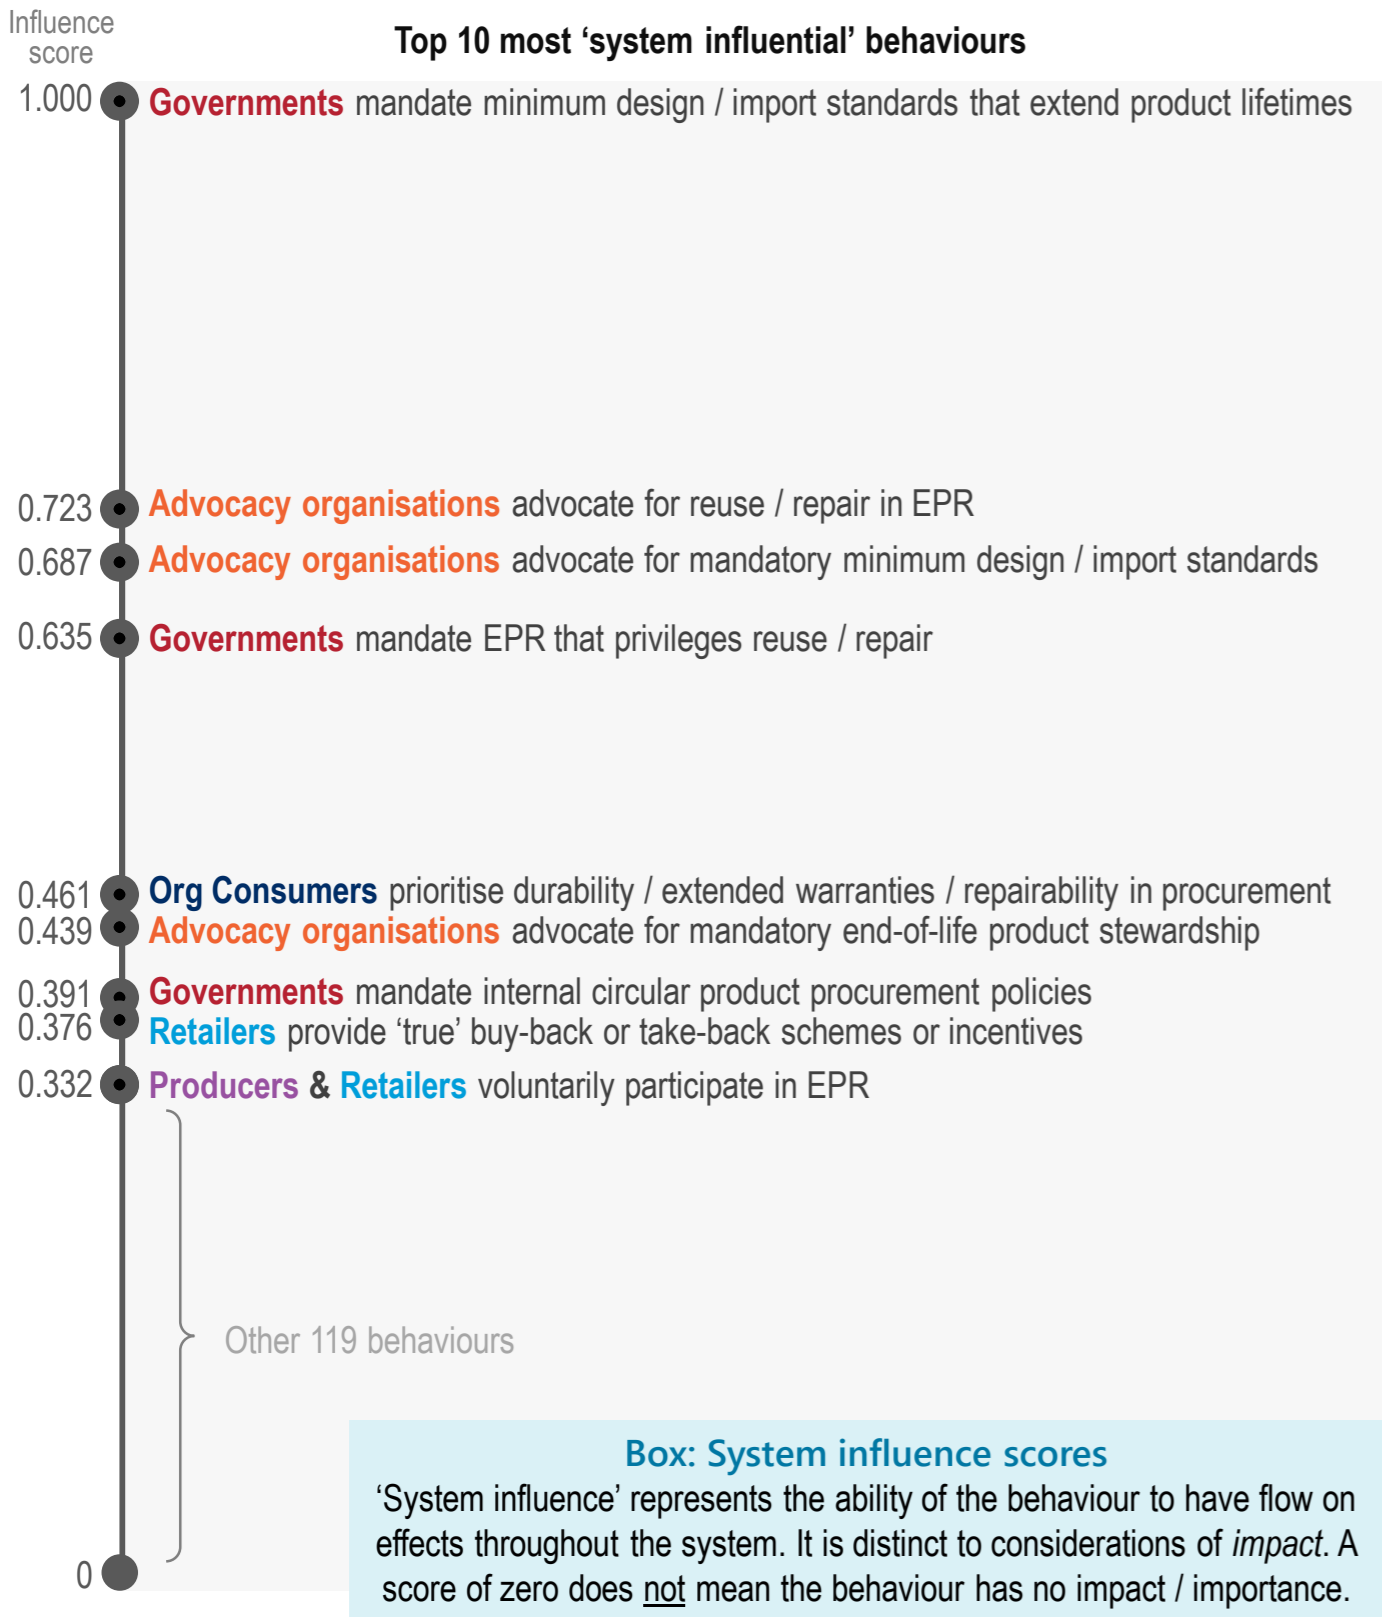 Influence
score
Top 10 most ‘system influential’ behaviours
1.000 Governments mandate minimum design / import standards that extend product lifetimes
0.723 Advocacy organisations advocate for reuse / repair in EPR
0.687 Advocacy organisations advocate for mandatory minimum design / import standards
0.635 Governments mandate EPR that privileges reuse / repair
0.461 Org Consumers prioritise durability / extended warranties / repairability in procurement
0.439 Advocacy organisations advocate for mandatory end-of-life product stewardship
0.391 Governments mandate internal circular product procurement policies
0.376 Retailers provide ‘true’ buy-back or take-back schemes or incentives
0.332 Producers & Retailers voluntarily participate in EPR
Other 119 behaviours
Box: System influence scores
‘System influence’ represents the ability of the behaviour to have flow on
effects throughout the system. It is distinct to considerations of impact. A
score of zero does not mean the behaviour has no impact / importance.
0